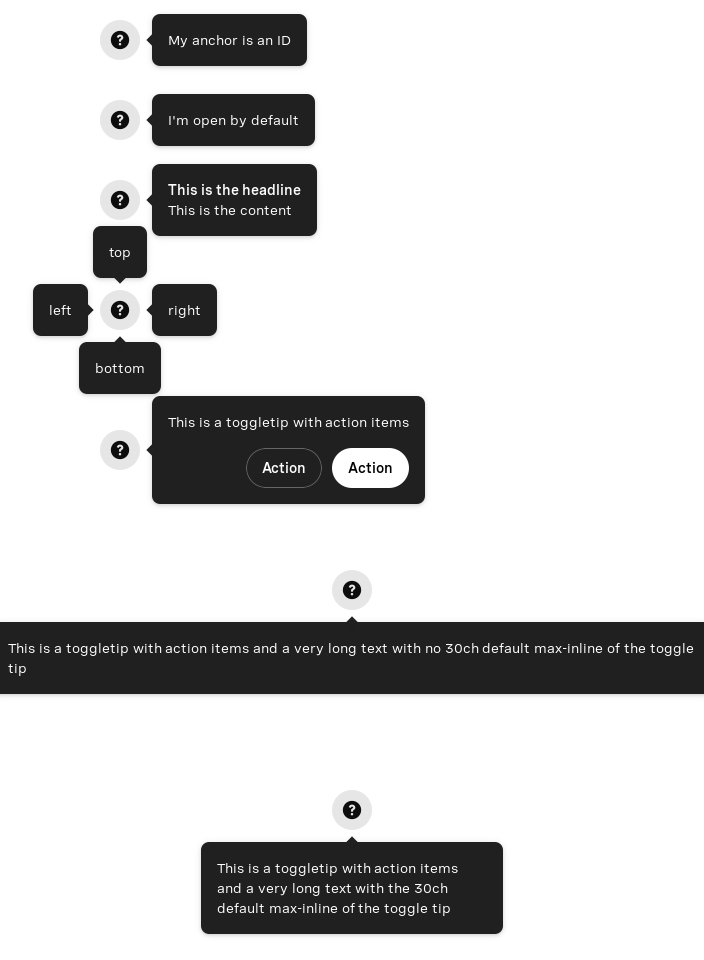 My anchor is an ID
I'm open by default
This is the headline
This is the content
top
left
right
bottom
This is a toggletip with action items
Action
Action
This is a toggletip with action items and a very long text with no 30ch default max-inline of the toggle
tip
This is a toggletip with action items
and a very long text with the 30ch
default max-inline of the toggle tip